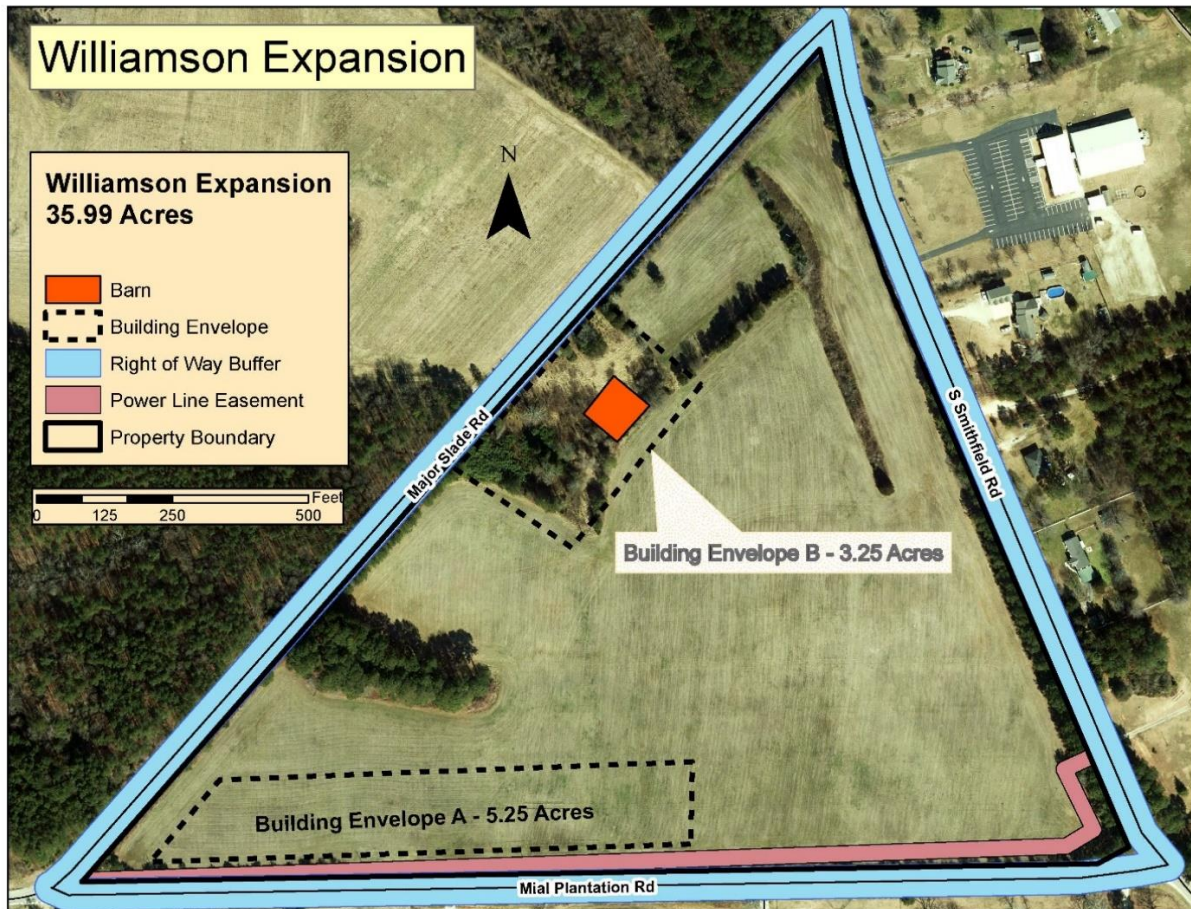 Williamson Expansion
Williamson Expansion
35.99 Acres
Barn
Building Envelope
Right of Way Buffer
Power Line Easement
Property Boundary
Feet
0 125 250 500
N
Major Slade Rd
S Smithfield Rd
Building Envelope B - 3.25 Acres
Building Envelope A - 5.25 Acres
Mial Plantation Rd